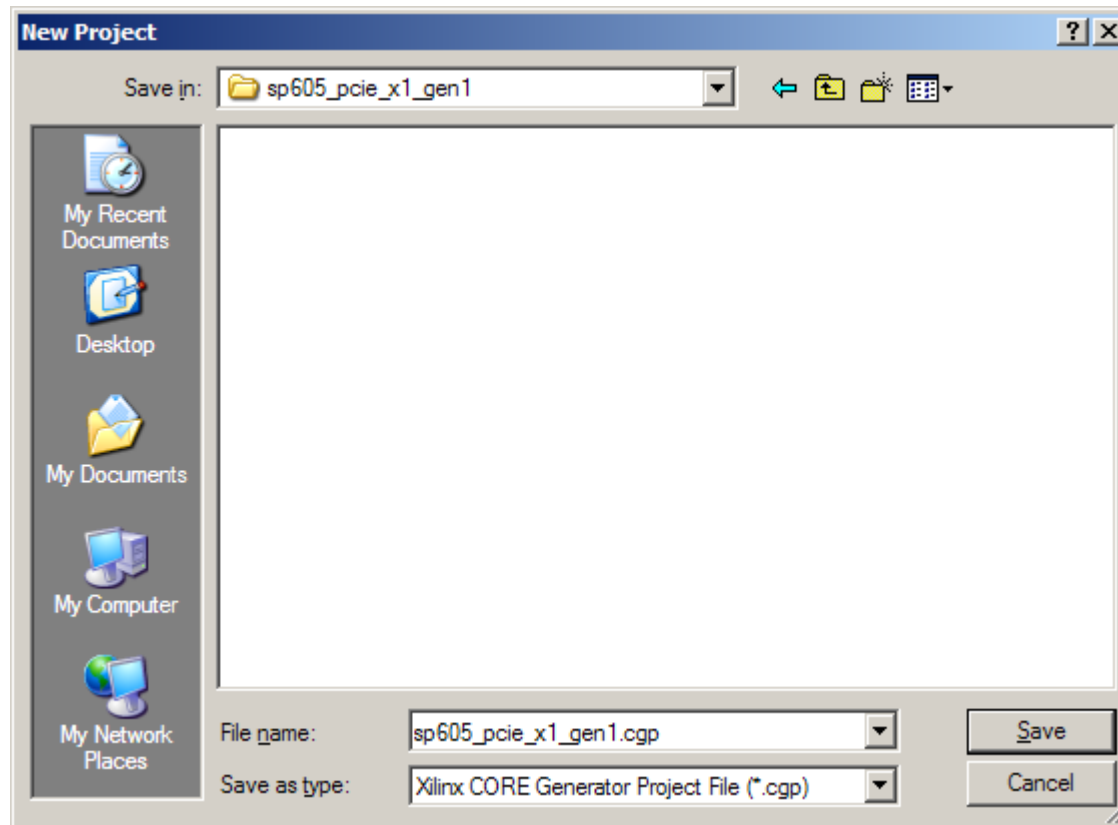 New Project
Save in:
sp605_pcie_x1_gen1
My Recent
Documents
Desktop
My Documents
My Computer
My Network
Places
File name:
sp605_pcie_x1_gen1.cgp
Save
Save as type:
Xilinx CORE Generator Project File (*.cgp)
Cancel